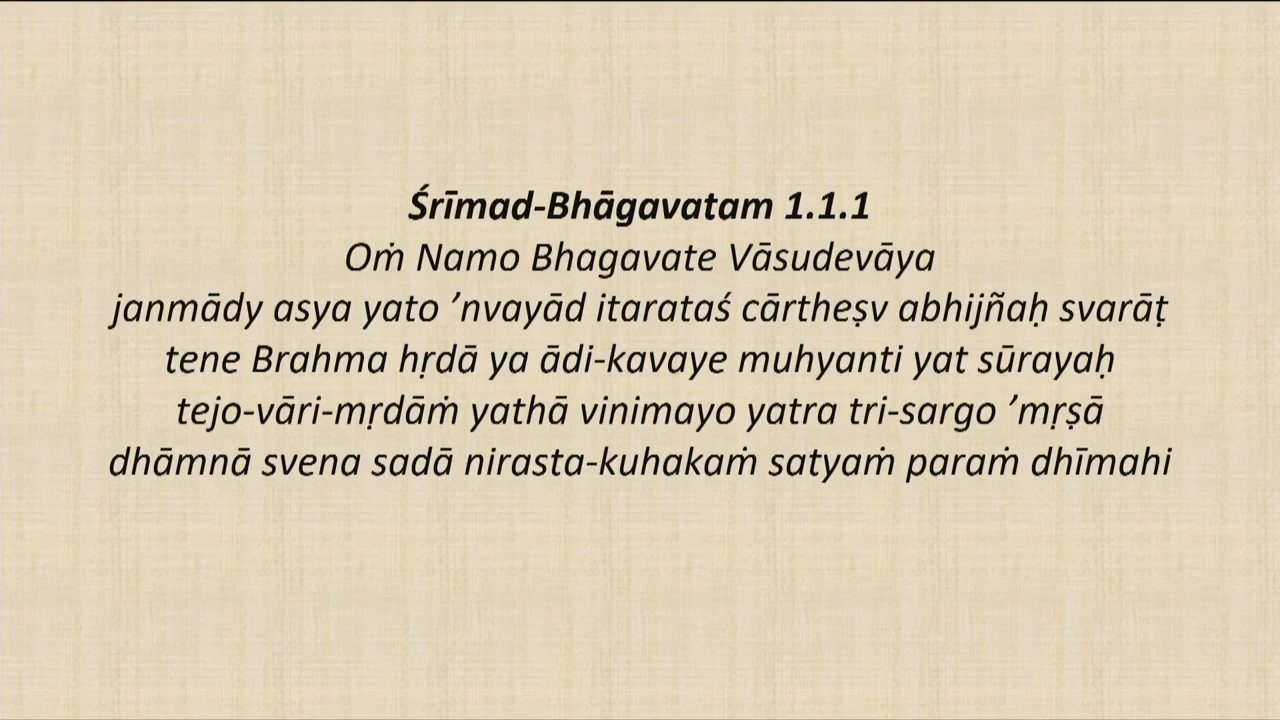 Śrīmad-Bhāgavatam 1.1.1
Oṁ Namo Bhagavate Vāsudevāya
janmādy asya yato ’nvayād itarataś cārtheṣv abhijñaḥ svarāṭ
tene Brahma hṛdā ya ādi-kavaye muhyanti yat sūrayaḥ
tejo-vāri-mṛdāṁ yathā vinimayo yatra tri-sargo ’mṛṣā
dhāmnā svena sadā nirasta-kuhakaṁ satyaṁ paraṁ dhīmahi